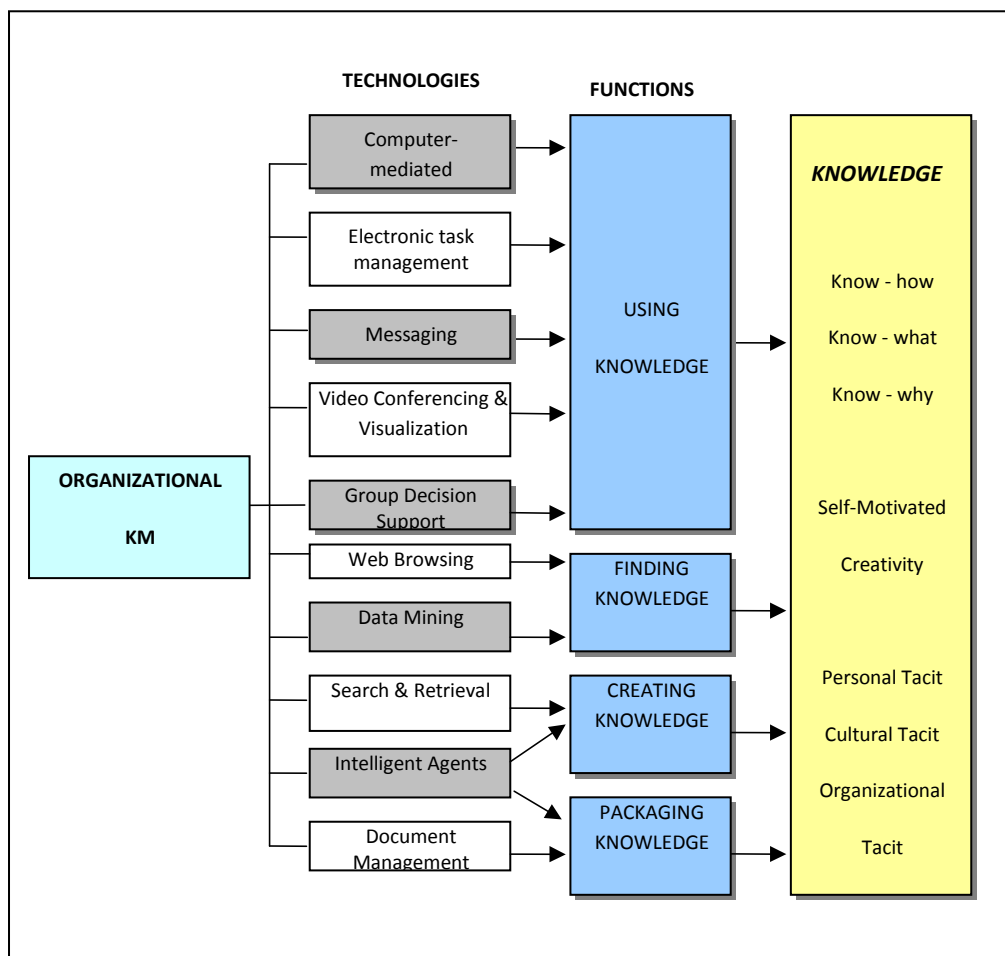 TECHNOLOGIES
FUNCTIONS
Computer-
mediated
Electronic task
management
Messaging
Video Conferencing &
Visualization
Group Decision
Support
Web Browsing
Data Mining
Search & Retrieval
Intelligent Agents
Document
Management
ORGANIZATIONAL
KM
USING
KNOWLEDGE
FINDING
KNOWLEDGE
CREATING
KNOWLEDGE
PACKAGING
KNOWLEDGE
KNOWLEDGE
Know - how
Know - what
Know - why
Self-Motivated
Creativity
Personal Tacit
Cultural Tacit
Organizational
Tacit